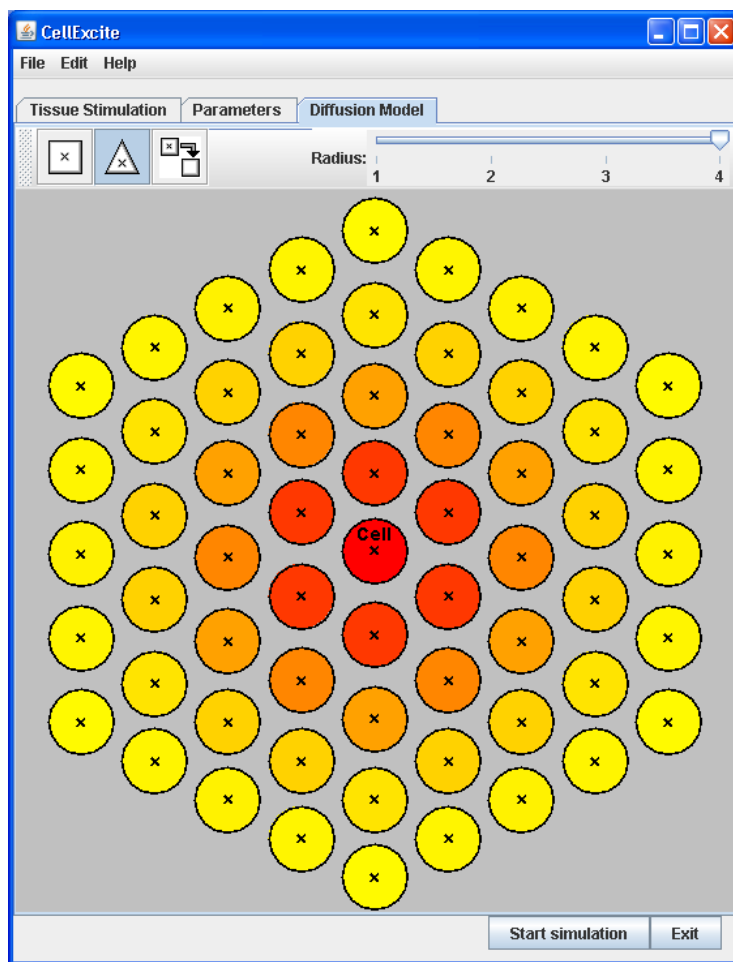 CellExcite
File Edit Help
Tissue Stimulation Parameters Diffusion Model
Radius:
1 2 3 4
Cell
Start simulation Exit